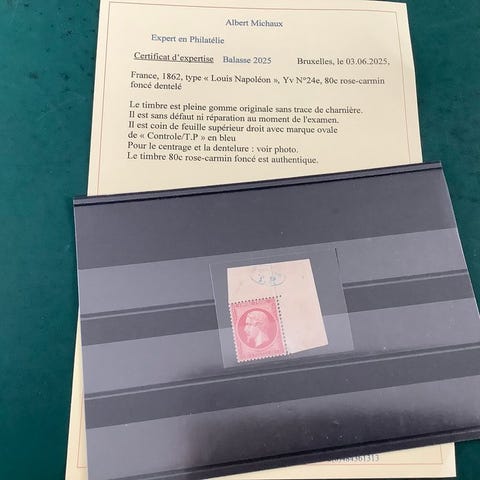 Albert Michaux
Expert en Philatélie
Certificat d'expertise Balasse 2025 Bruxelles, le 03.06.2025,
France, 1862, type « Louis Napoléon », Yv N°24e, 80c rose-carmin
foncé dentelé
Le timbre est pleine gomme originale sans trace de charnière.
Il est sans défaut ni réparation au moment de l'examen.
Il est coin de feuille supérieur droit avec marque ovale
de « Controle/T.P » en bleu
Pour le centrage et la dentelure : voir photo.
Le timbre 80c rose-carmin foncé est authentique.